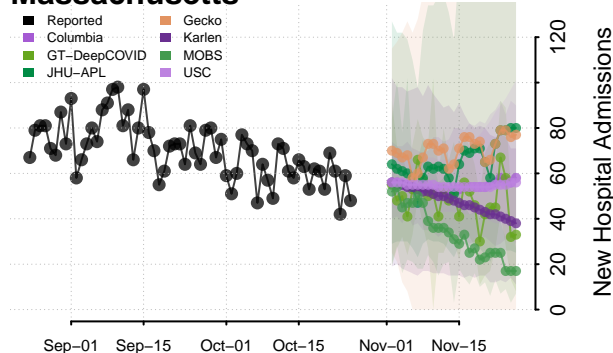 Massachusetts
Reported
Columbia
GT−DeepCOVID
JHU−APL
Gecko
Karlen
MOBS
USC
120
80
60
40
20
0
New Hospital Admissions
Sep−01 Sep−15 Oct−01 Oct−15 Nov−01 Nov−15